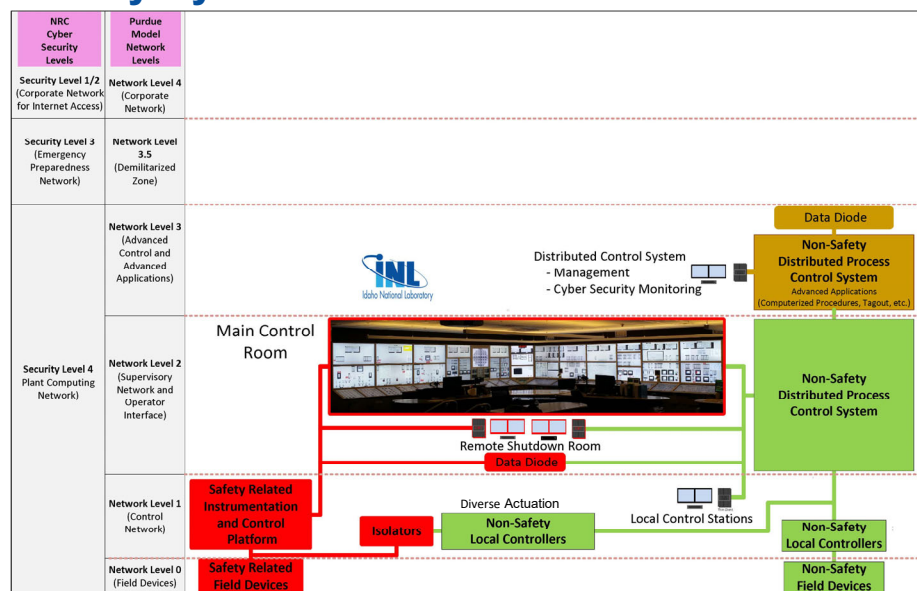 NRC
Cyber
Security
Levels
Purdue
Model
Network
Levels
Security Level 1/2
(Corporate Network
for Internet Access)
Network Level 4
(Corporate
Network)
Security Level 3
(Emergency
Preparedness
Network)
Network Level
3.5
(Demilitarized
Zone)
Network Level 3
(Advanced
Control and
Advanced
Applications)
INL
Idaho National Laboratory
Distributed Control System
- Management
- Cyber Security Monitoring
Data Diode
Non-Safety
Distributed Process
Control System
Advanced Applications
(Computerized Procedures, Tagout, etc.)
Security Level 4
Plant Computing
Network)
Network Level 2
(Supervisory
Network and
Operator
Interface)
Main Control
Room
Non-Safety
Distributed Process
Control System
Remote Shutdown Room
Data Diode
Network Level 1
(Control
Network)
Safety Related
Instrumentation
and Control
Platform
Isolators
Diverse Actuation
Non-Safety
Local Controllers
Local Control Stations
Non-Safety
Local Controllers
Network Level 0
(Field Devices)
Safety Related
Field Devices
Non-Safety
Field Devices